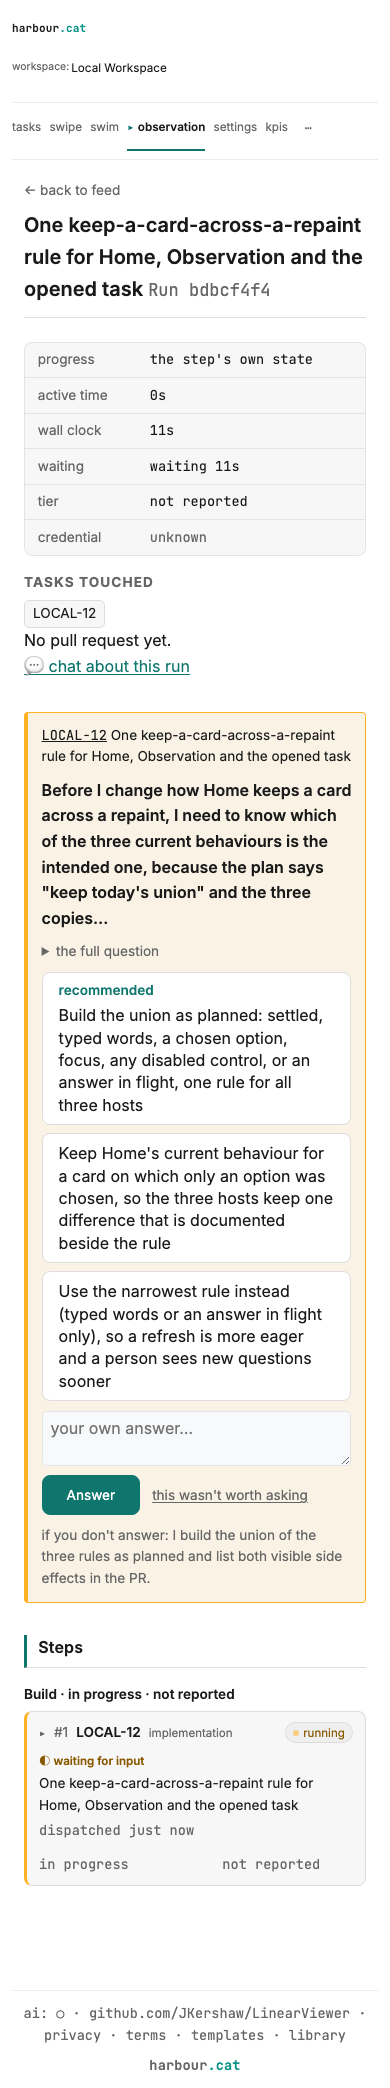 harbour.cat
workspace: Local Workspace
tasks swipe swim ▸ observation settings kpis …
← back to feed
One keep-a-card-across-a-repaint
rule for Home, Observation and the
opened task Run bdbcf4f4
progress the step's own state
active time 0s
wall clock 11s
waiting waiting 11s
tier not reported
credential unknown
TASKS TOUCHED
LOCAL-12
No pull request yet.
💬 chat about this run
LOCAL-12 One keep-a-card-across-a-repaint
rule for Home, Observation and the opened task
Before I change how Home keeps a card
across a repaint, I need to know which
of the three current behaviours is the
intended one, because the plan says
"keep today's union" and the three
copies…
▶ the full question
recommended
Build the union as planned: settled,
typed words, a chosen option,
focus, any disabled control, or an
answer in flight, one rule for all
three hosts
Keep Home's current behaviour for
a card on which only an option was
chosen, so the three hosts keep one
difference that is documented
beside the rule
Use the narrowest rule instead
(typed words or an answer in flight
only), so a refresh is more eager
and a person sees new questions
sooner
your own answer…
Answer this wasn't worth asking
if you don't answer: I build the union of the
three rules as planned and list both visible side
effects in the PR.
Steps
Build · in progress · not reported
▸ #1 LOCAL-12 implementation running
◐ waiting for input
One keep-a-card-across-a-repaint rule for
Home, Observation and the opened task
dispatched just now
in progress not reported
ai: ○ · github.com/JKershaw/LinearViewer ·
privacy · terms · templates · library
harbour.cat